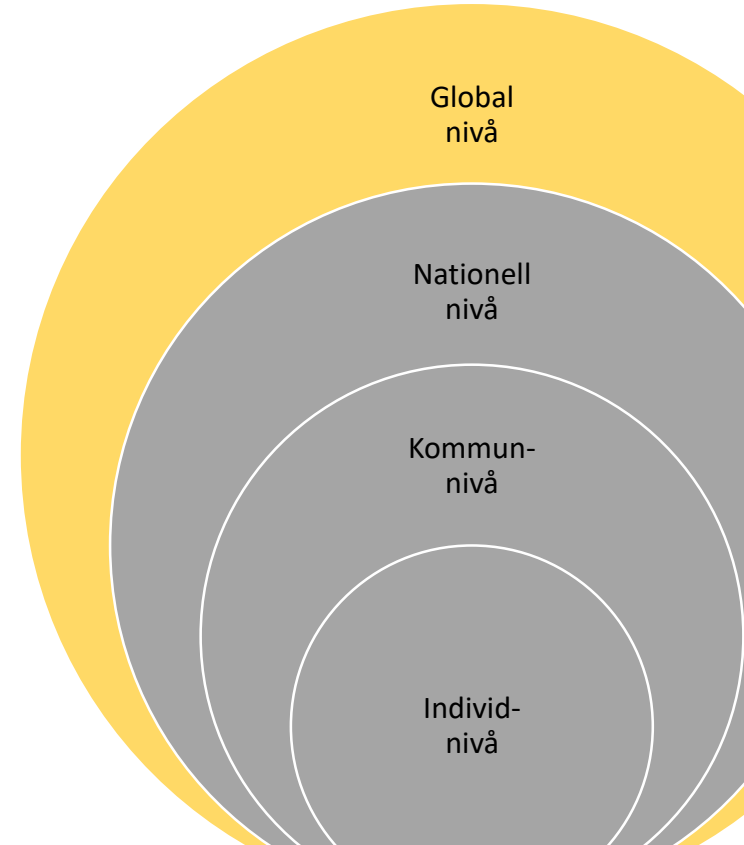 Global
nivå
Nationell
nivå
Kommun-
nivå
Individ-
nivå